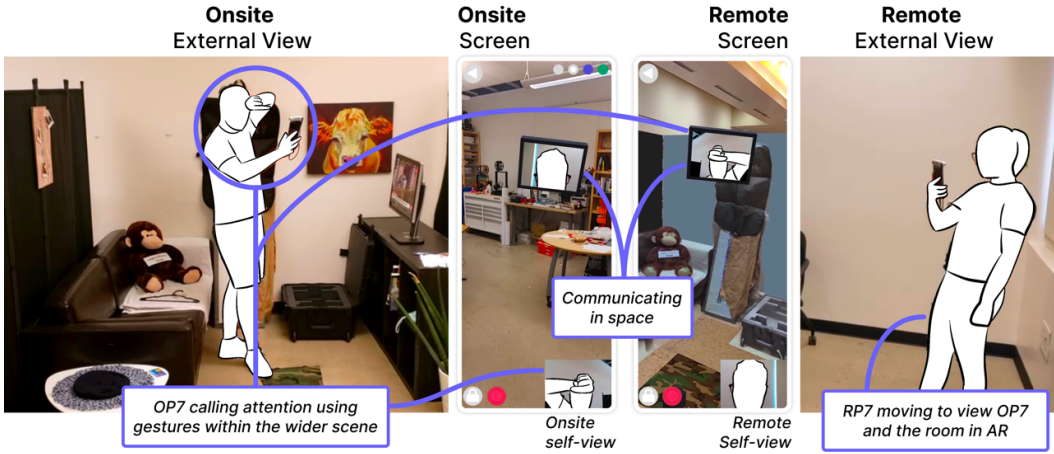 Onsite
External View
Onsite
Screen
Remote
Screen
Remote
External View
Communicating
in space
OP7 calling attention using
gestures within the wider scene
Onsite
self-view
Remote
Self-view
RP7 moving to view OP7
and the room in AR